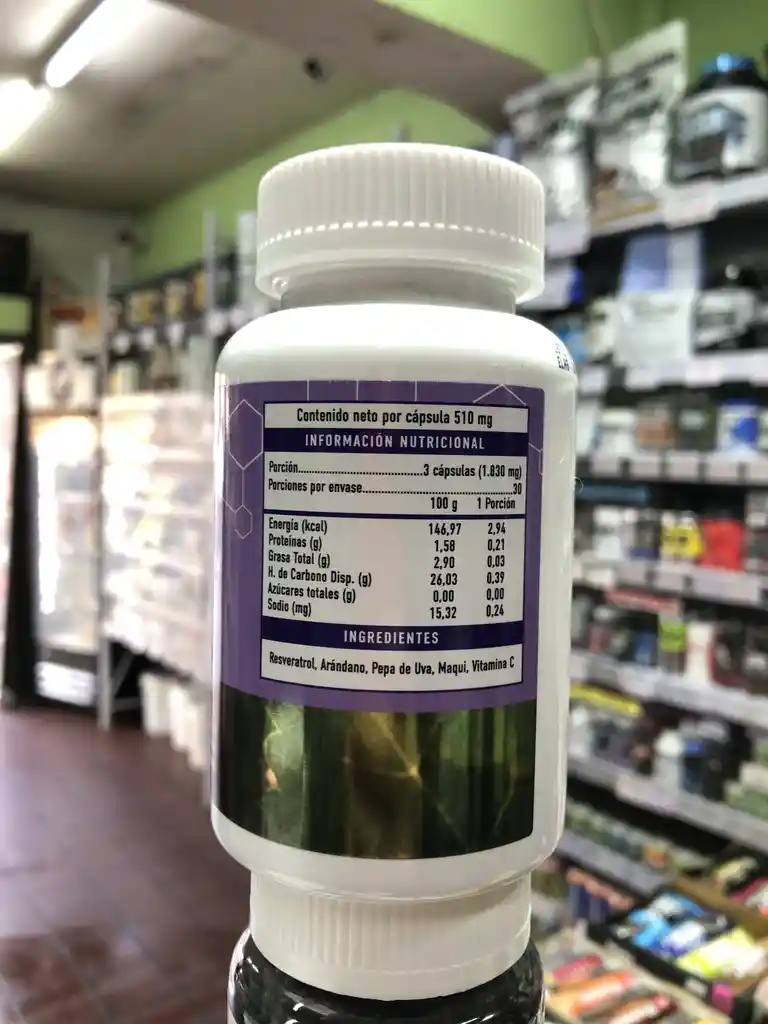 Contenido neto por cápsula 510 mg
INFORMACIÓN NUTRICIONAL
Porción.................................3 cápsulas (1.830 mg)
Porciones por envase........................................30
100 g 1 Porción
Energía (kcal) 146,97 2,94
Proteínas (g) 1,58 0,21
Grasa Total (g) 2,90 0,03
H. de Carbono Disp. (g) 26,03 0,39
Azúcares totales (g) 0,00 0,00
Sodio (mg) 15,32 0,24
INGREDIENTES
Resveratrol, Arándano, Pepa de Uva, Maqui, Vitamina C